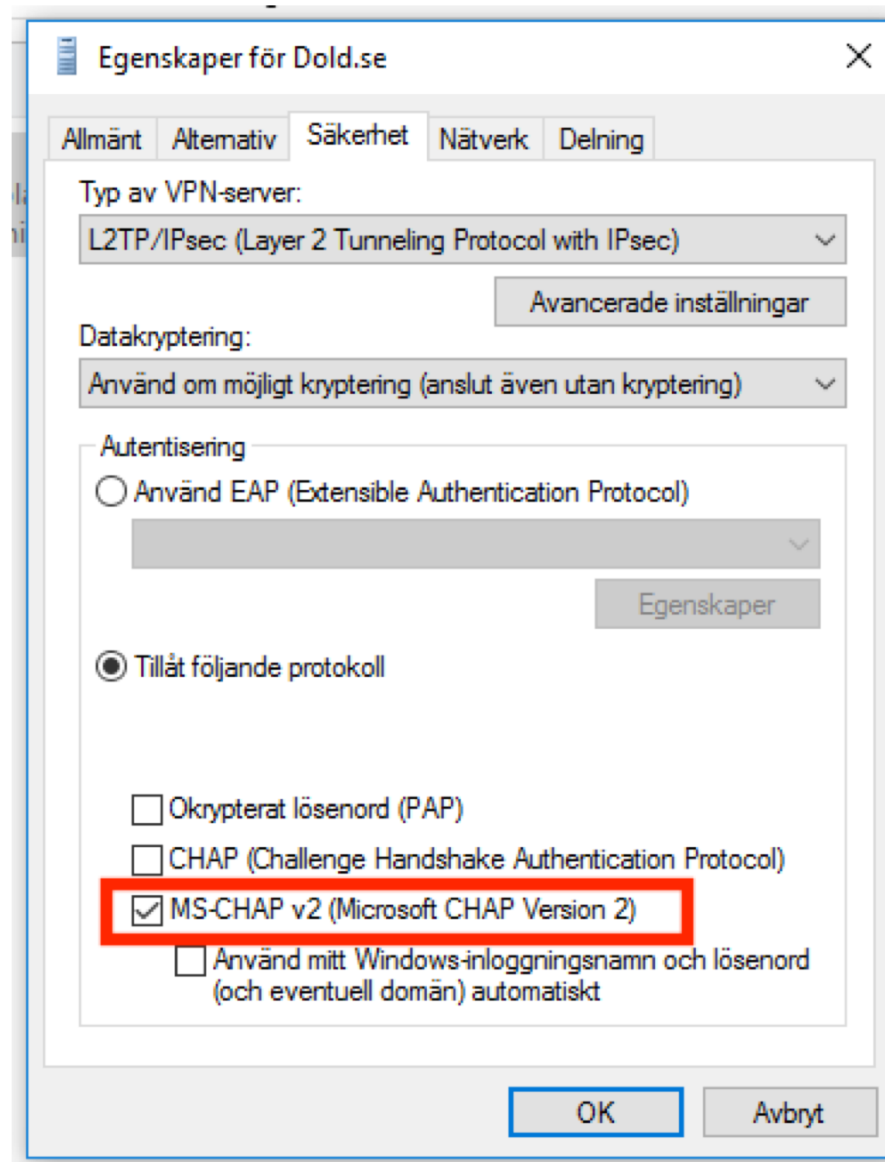 Egenskaper för Dold.se
Allmänt Alternativ Säkerhet Nätverk Delning
Typ av VPN-server:
L2TP/IPsec (Layer 2 Tunneling Protocol with IPsec)
Avancerade inställningar
Datakryptering:
Använd om möjligt kryptering (anslut även utan kryptering)
Autentisering
Använd EAP (Extensible Authentication Protocol)
Egenskaper
Tillåt följande protokoll
Okrypterat lösenord (PAP)
CHAP (Challenge Handshake Authentication Protocol)
MS-CHAP v2 (Microsoft CHAP Version 2)
Använd mitt Windows-inloggningsnamn och lösenord
(och eventuell domän) automatiskt
OK Avbryt